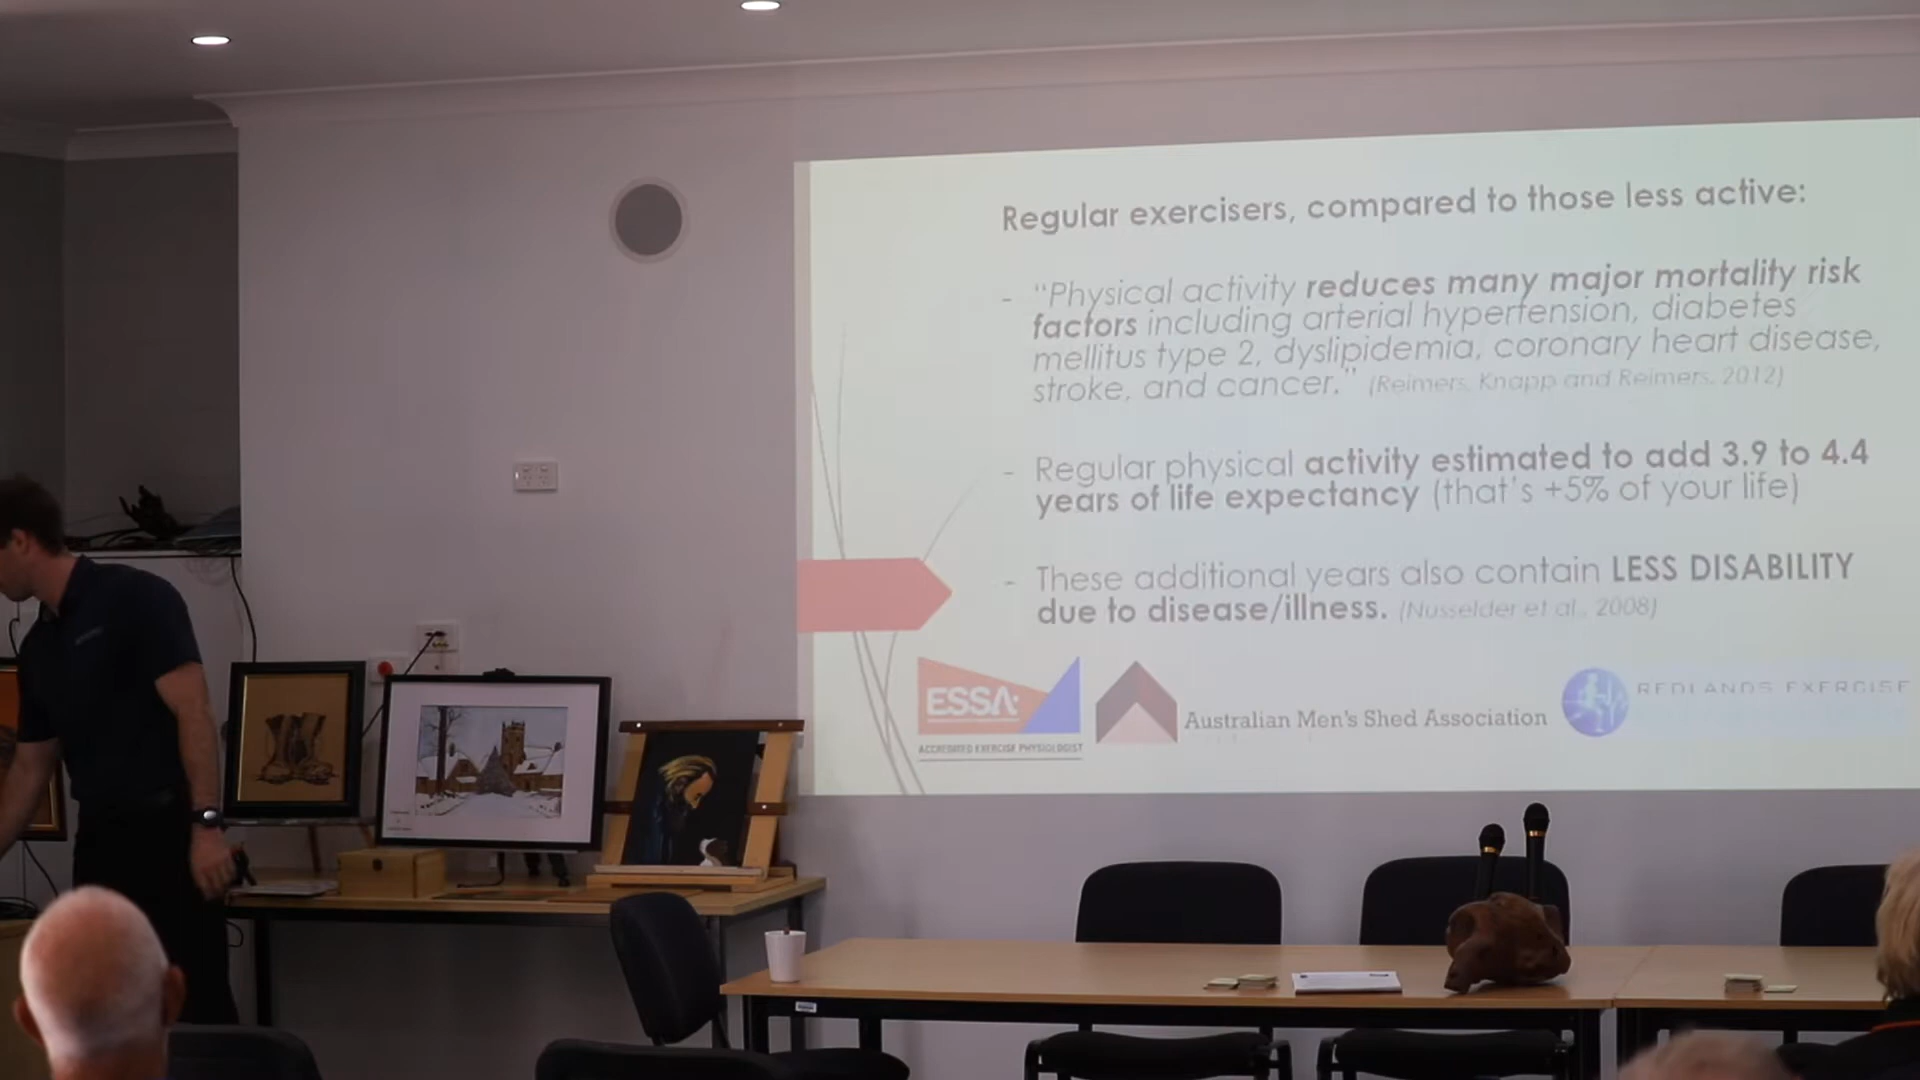 Regular exercisers, compared to those less active:
- “Physical activity reduces many major mortality risk
factors including arterial hypertension, diabetes
mellitus type 2, dyslipidemia, coronary heart disease,
stroke, and cancer.” (Reimers, Knapp and Reimers, 2012)
- Regular physical activity estimated to add 3.9 to 4.4
years of life expectancy (that's +5% of your life)
- These additional years also contain LESS DISABILITY
due to disease/illness. (Nusselder et al., 2008)
ESSA
ACCREDITED EXERCISE PHYSIOLOGIST
Australian Men's Shed Association
REDLANDS EXERCISE